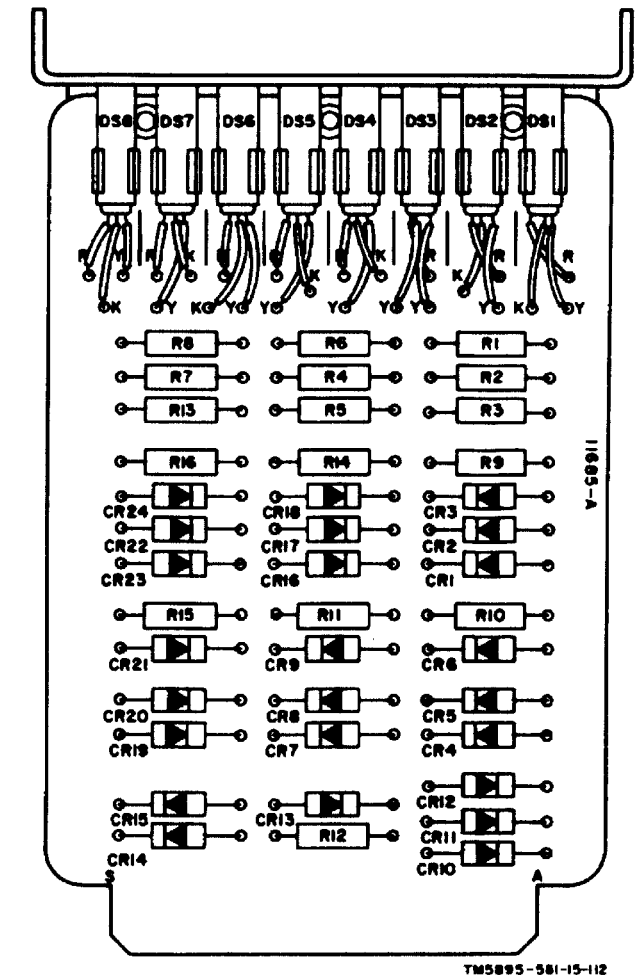 DS8 DS7 DS6 DS5 DS4 DS3 DS2 DS1
R Y R K R R K R R K R
K Y K Y Y Y Y Y Y K Y
R8 R6 R1
R7 R4 R2
R13 R5 R3
R16 R14 R9
CR24 CR18 CR3
CR22 CR17 CR2
CR23 CR16 CR1
11685-A
R15 R11 R10
CR21 CR9 CR6
CR20 CR8 CR5
CR19 CR7 CR4
CR12
CR15 CR13
R12
CR11
CR14
CR10
S A
TM5895-581-15-112